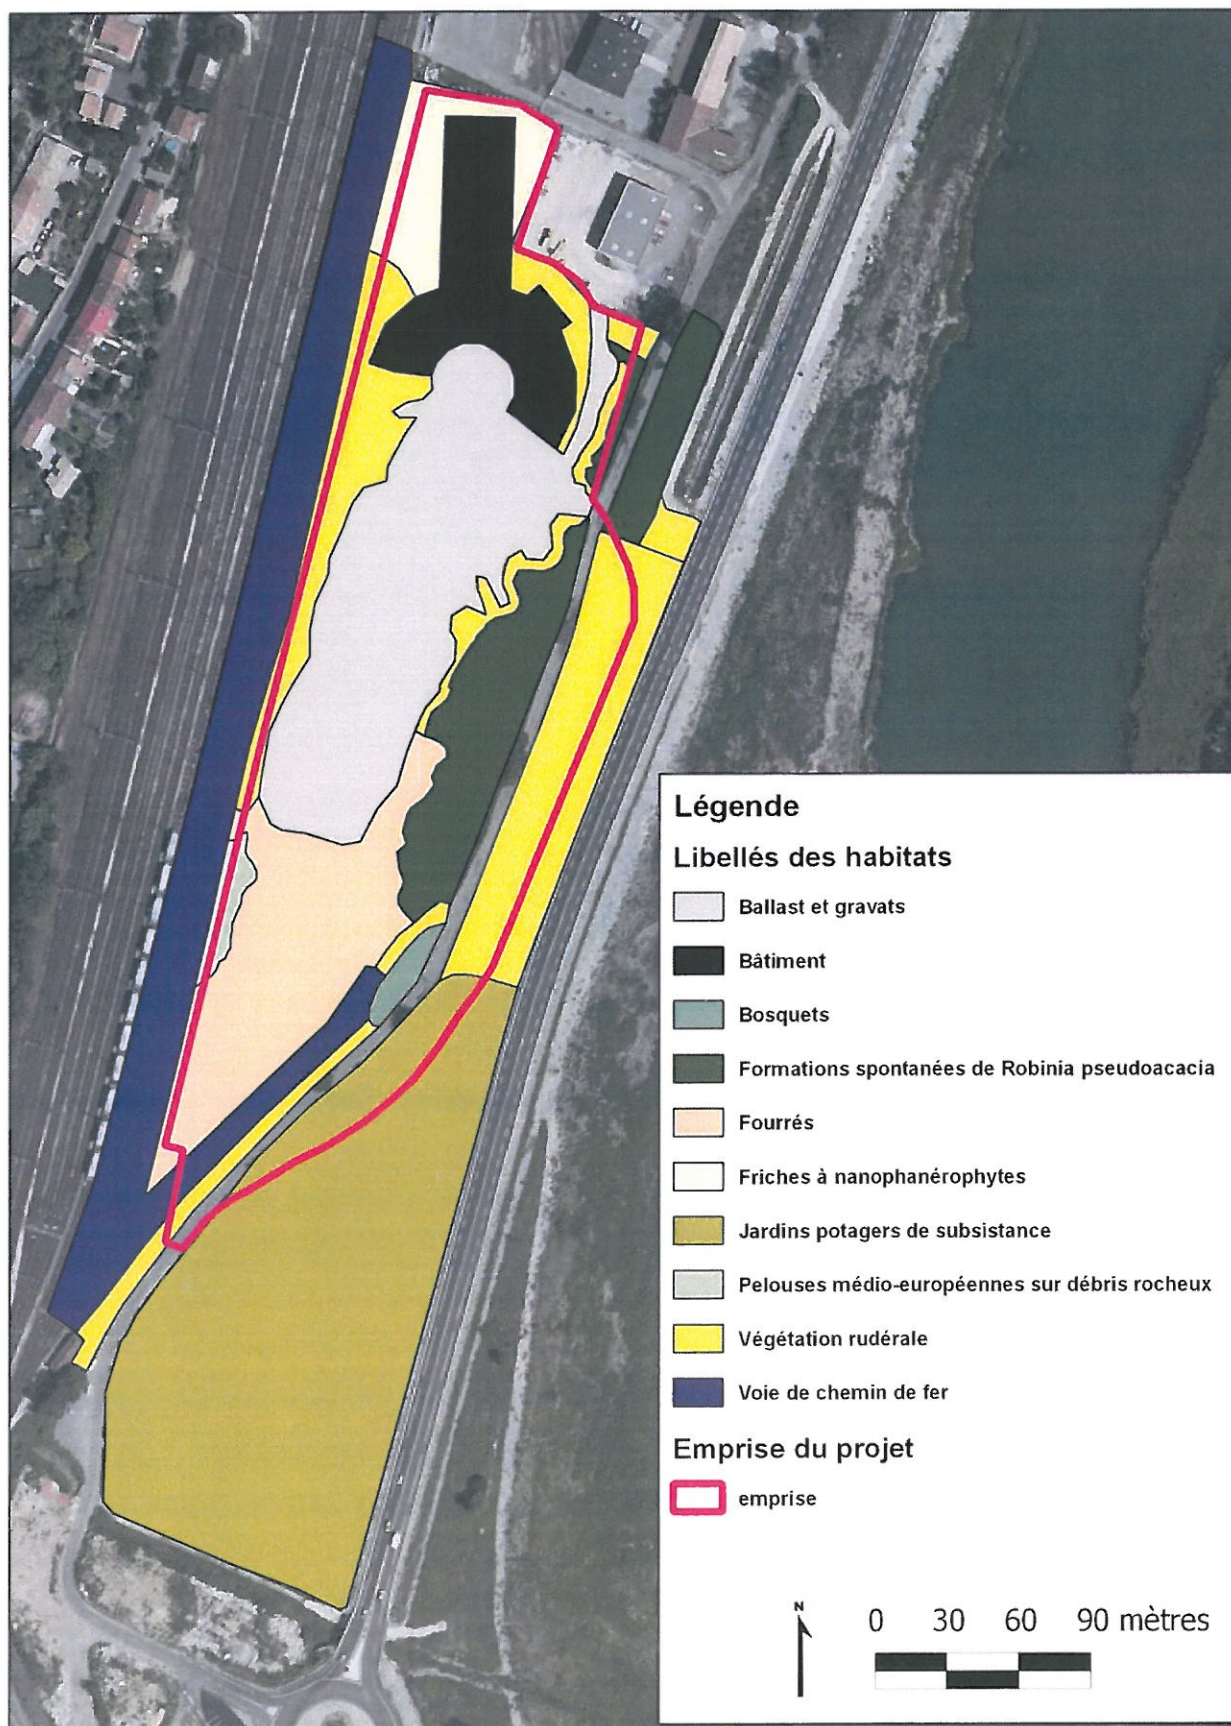 Légende
Libellés des habitats
Ballast et gravats
Bâtiment
Bosquets
Formations spontanées de Robinia pseudoacacia
Fourrés
Friches à nanophanérophytes
Jardins potagers de subsistance
Pelouses médio-européennes sur débris rocheux
Végétation rudérale
Voie de chemin de fer
Emprise du projet
emprise
N
0 30 60 90 mètres